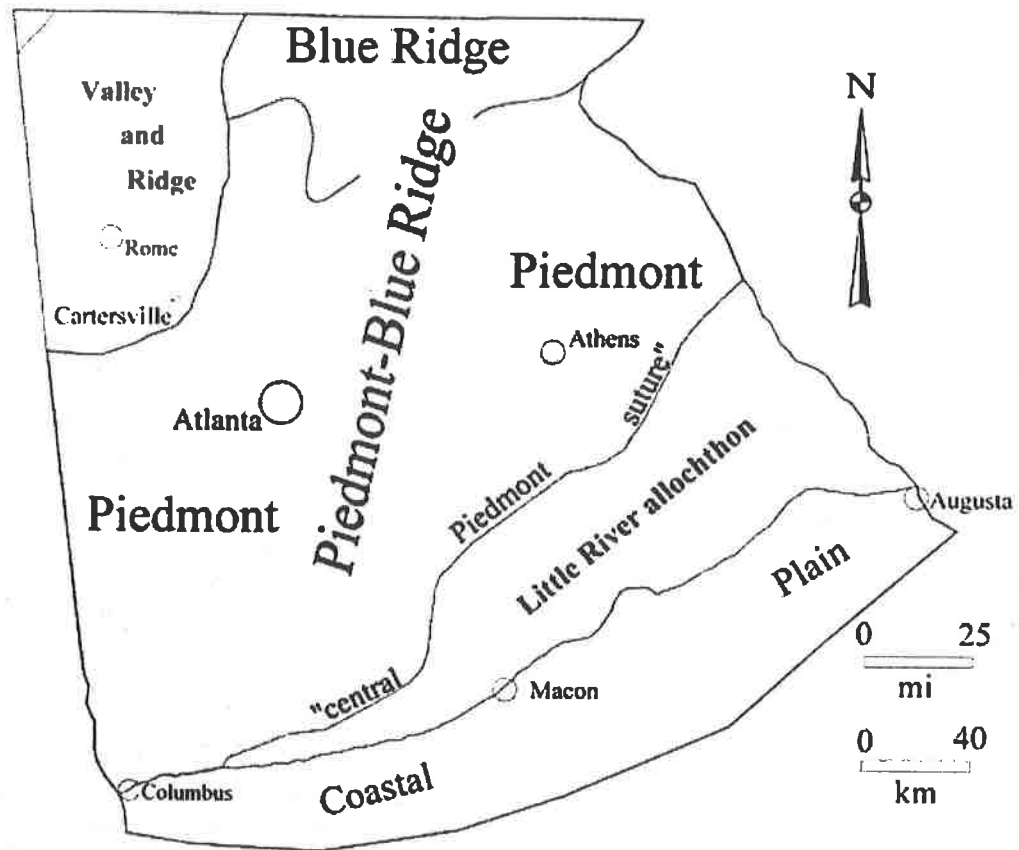 Blue Ridge
Valley
and
Ridge
N
Rome
Piedmont-Blue Ridge
Piedmont
Cartersville
Athens
Atlanta
"central Piedmont suture"
Piedmont
Little River allochthon
Augusta
Coastal Plain
0 25
mi
Macon
0 40
km
Columbus